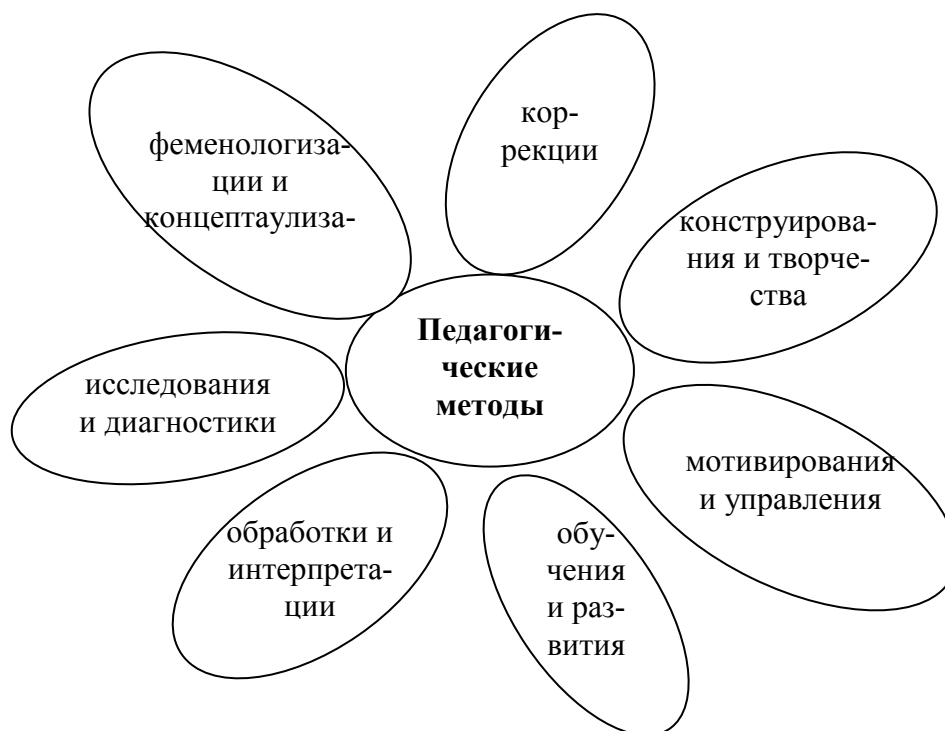 феменологиза-
ции и
концептаулиза-
кор-
рекции
конструирова-
ния и творче-
ства
Педагоги-
ческие
методы
исследования
и диагностики
мотивирования
и управления
обработки и
интерпрета-
ции
обу-
чения
и раз-
вития